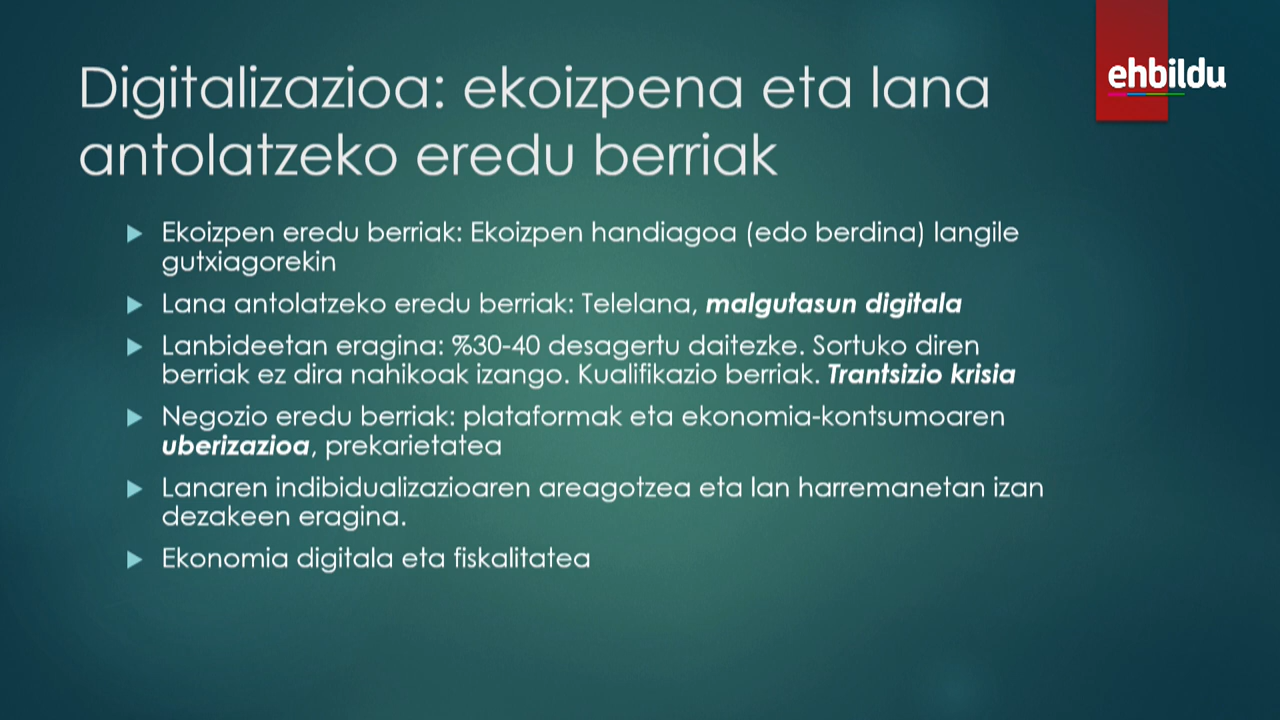 Digitalizazioa: ekoizpena eta lana
antolatzeko eredu berriak
ehbildu
Ekoizpen eredu berriak: Ekoizpen handiagoa (edo berdina) langile
gutxiagorekin
Lana antolatzeko eredu berriak: Telelana, malgutasun digitala
Lanbideetan eragina: %30-40 desagertu daitezke. Sortuko diren
berriak ez dira nahikoak izango. Kualifikazio berriak. Trantsizio krisia
Negozio eredu berriak: plataformak eta ekonomia-kontsumoaren
uberizazioa, prekarietatea
Lanaren indibidualizazioaren areagotzea eta lan harremanetan izan
dezakeen eragina.
Ekonomia digitala eta fiskalitatea